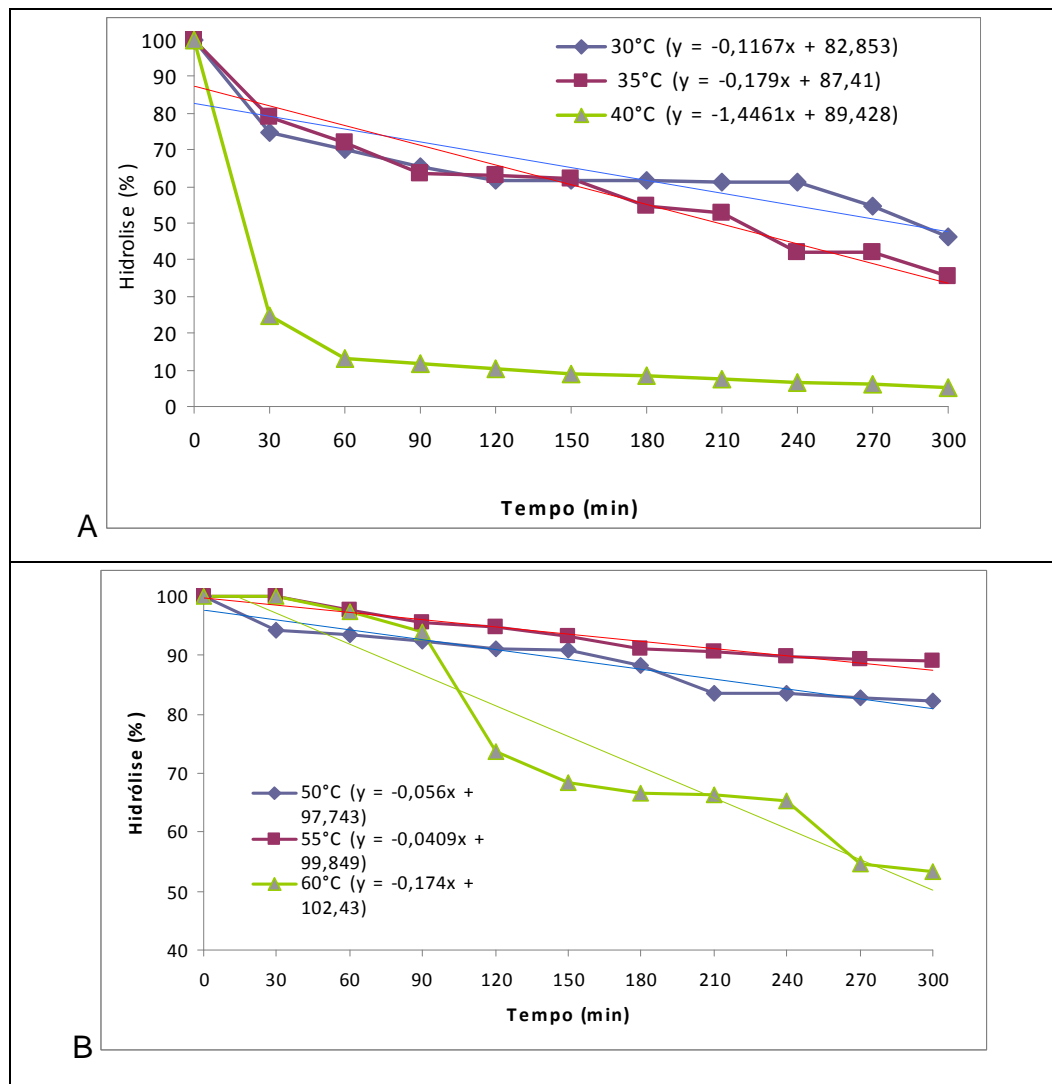 100
90
80
70
60
50
40
30
20
10
0
Hidrolise (%)
30°C (y = -0,1167x + 82,853)
35°C (y = -0,179x + 87,41)
40°C (y = -1,4461x + 89,428)
0 30 60 90 120 150 180 210 240 270 300
Tempo (min)
A
100
90
80
70
60
50
40
Hidrólise (%)
50°C (y = -0,056x +
97,743)
55°C (y = -0,0409x +
99,849)
60°C (y = -0,174x +
102,43)
0 30 60 90 120 150 180 210 240 270 300
Tempo (min)
B